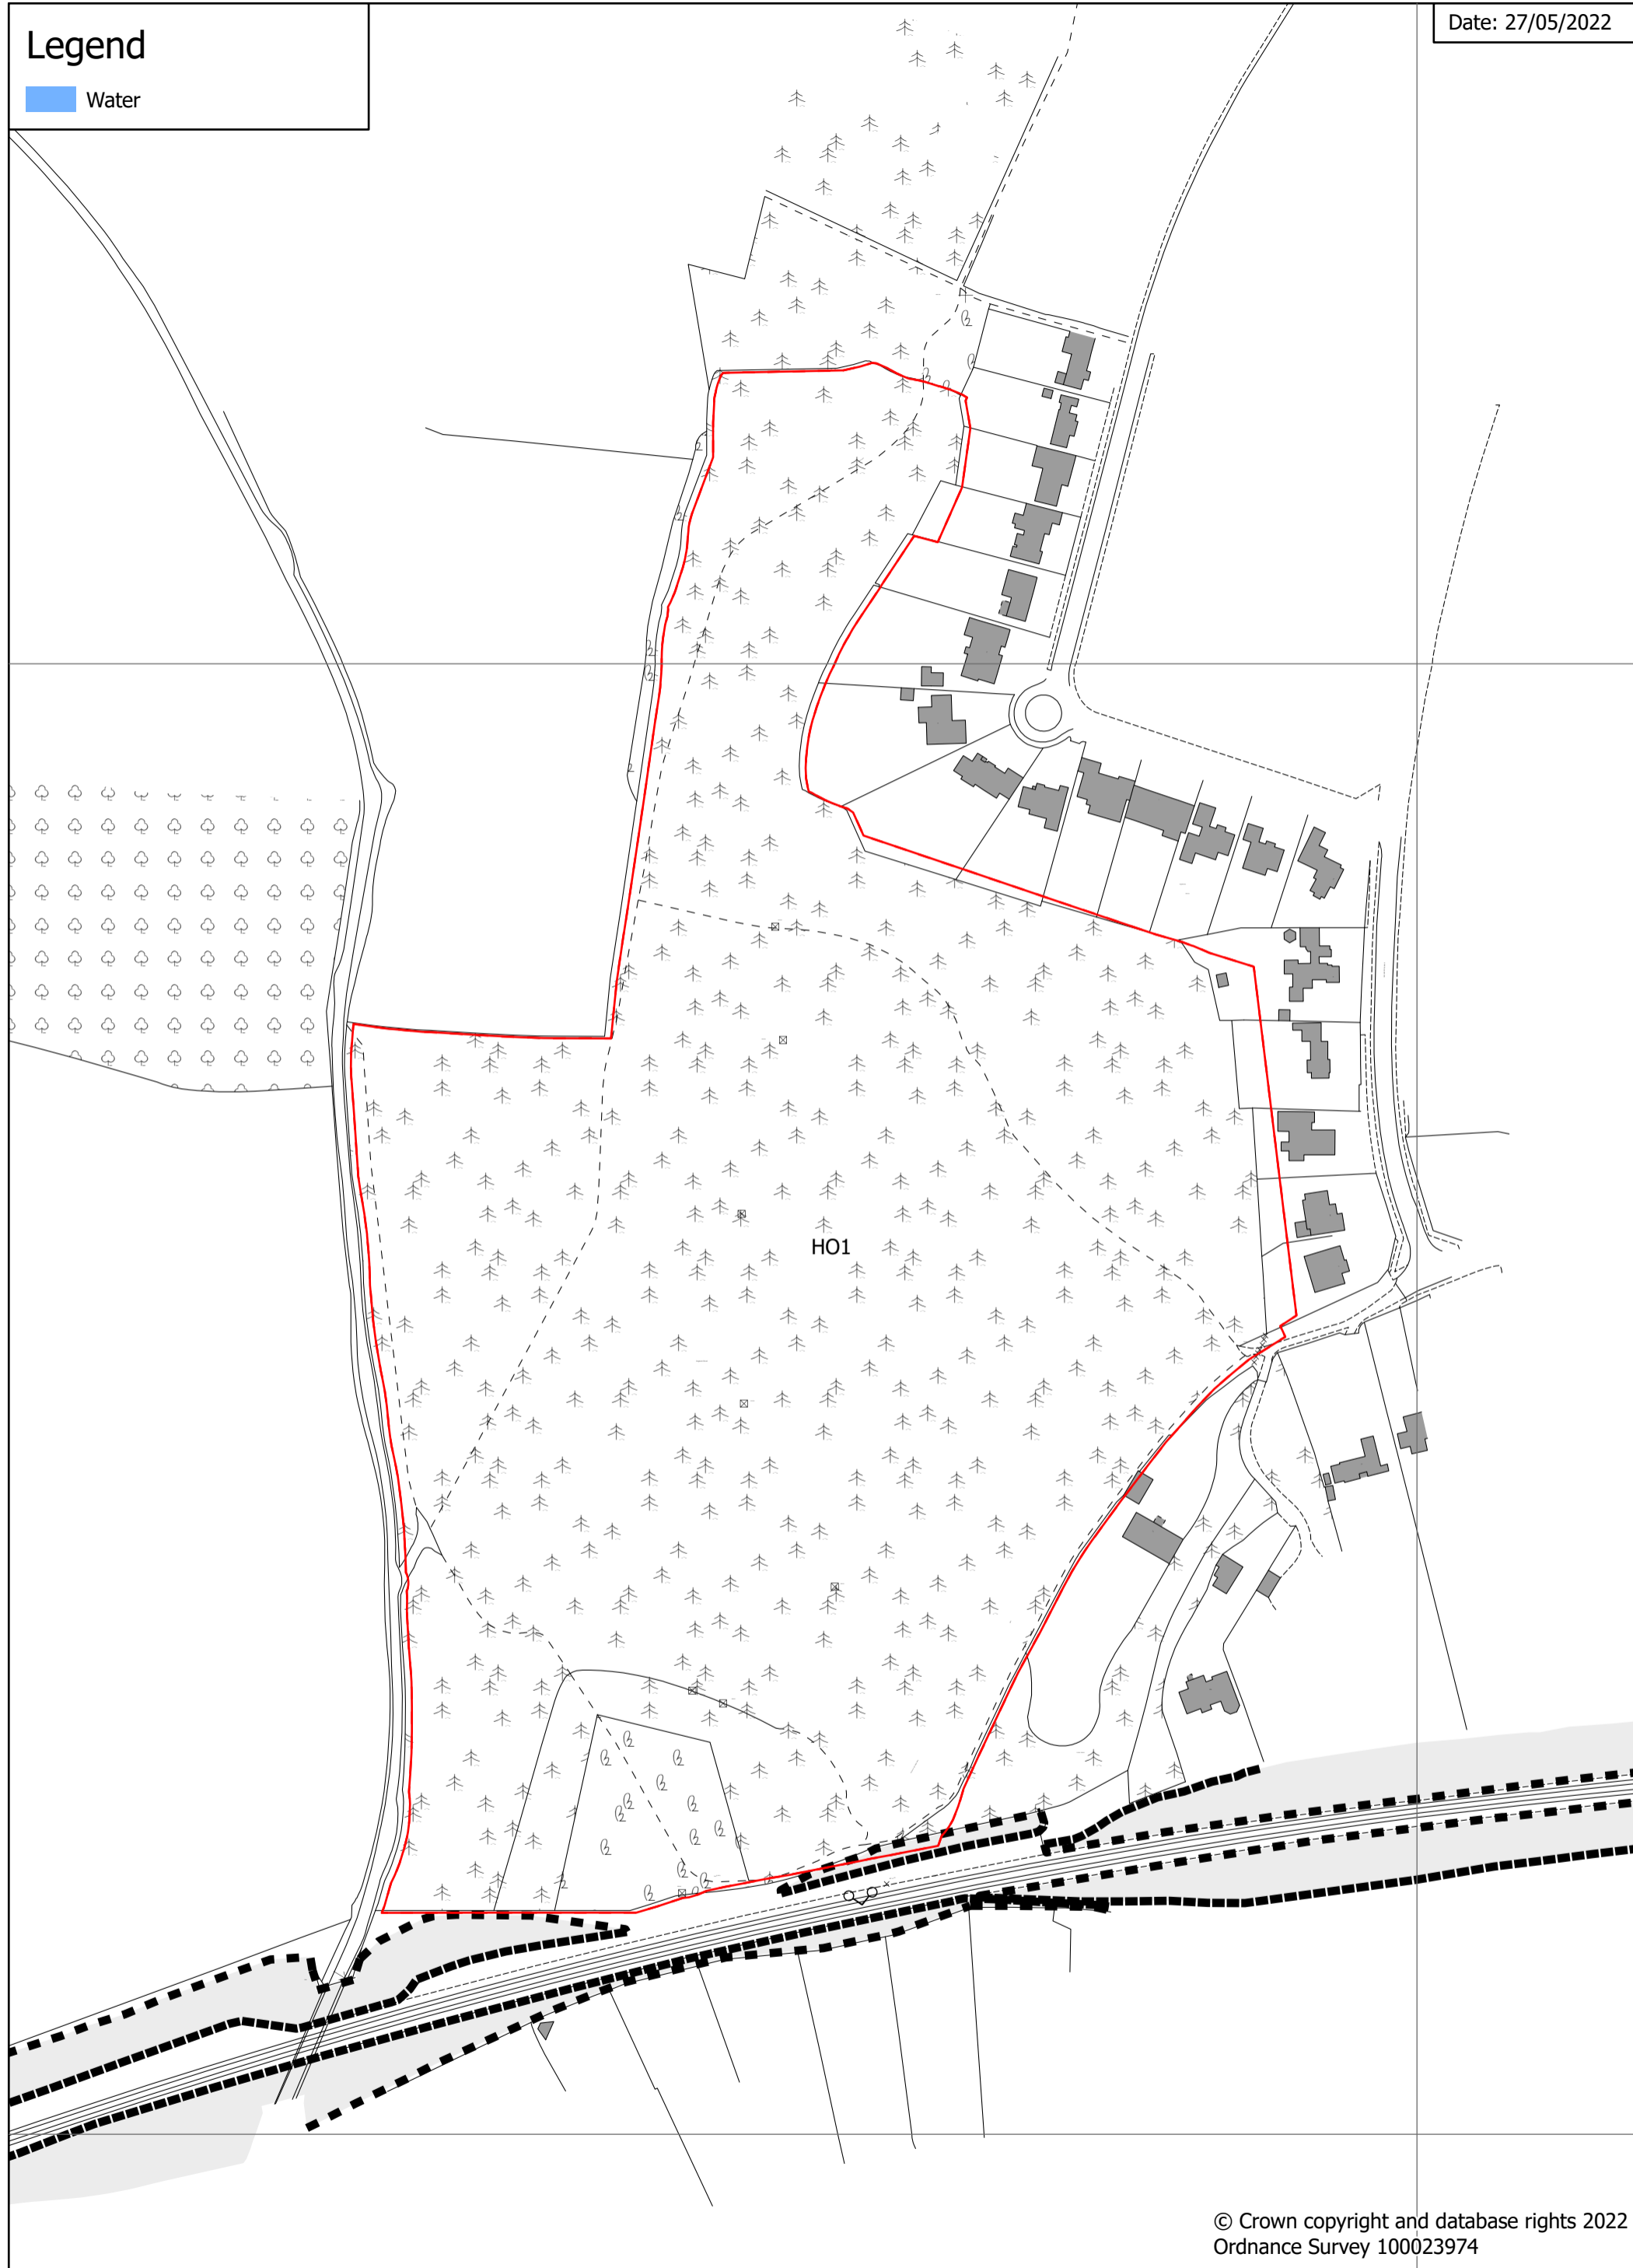 Legend
Water
Date: 27/05/2022
HO1
© Crown copyright and database rights 2022
Ordnance Survey 100023974